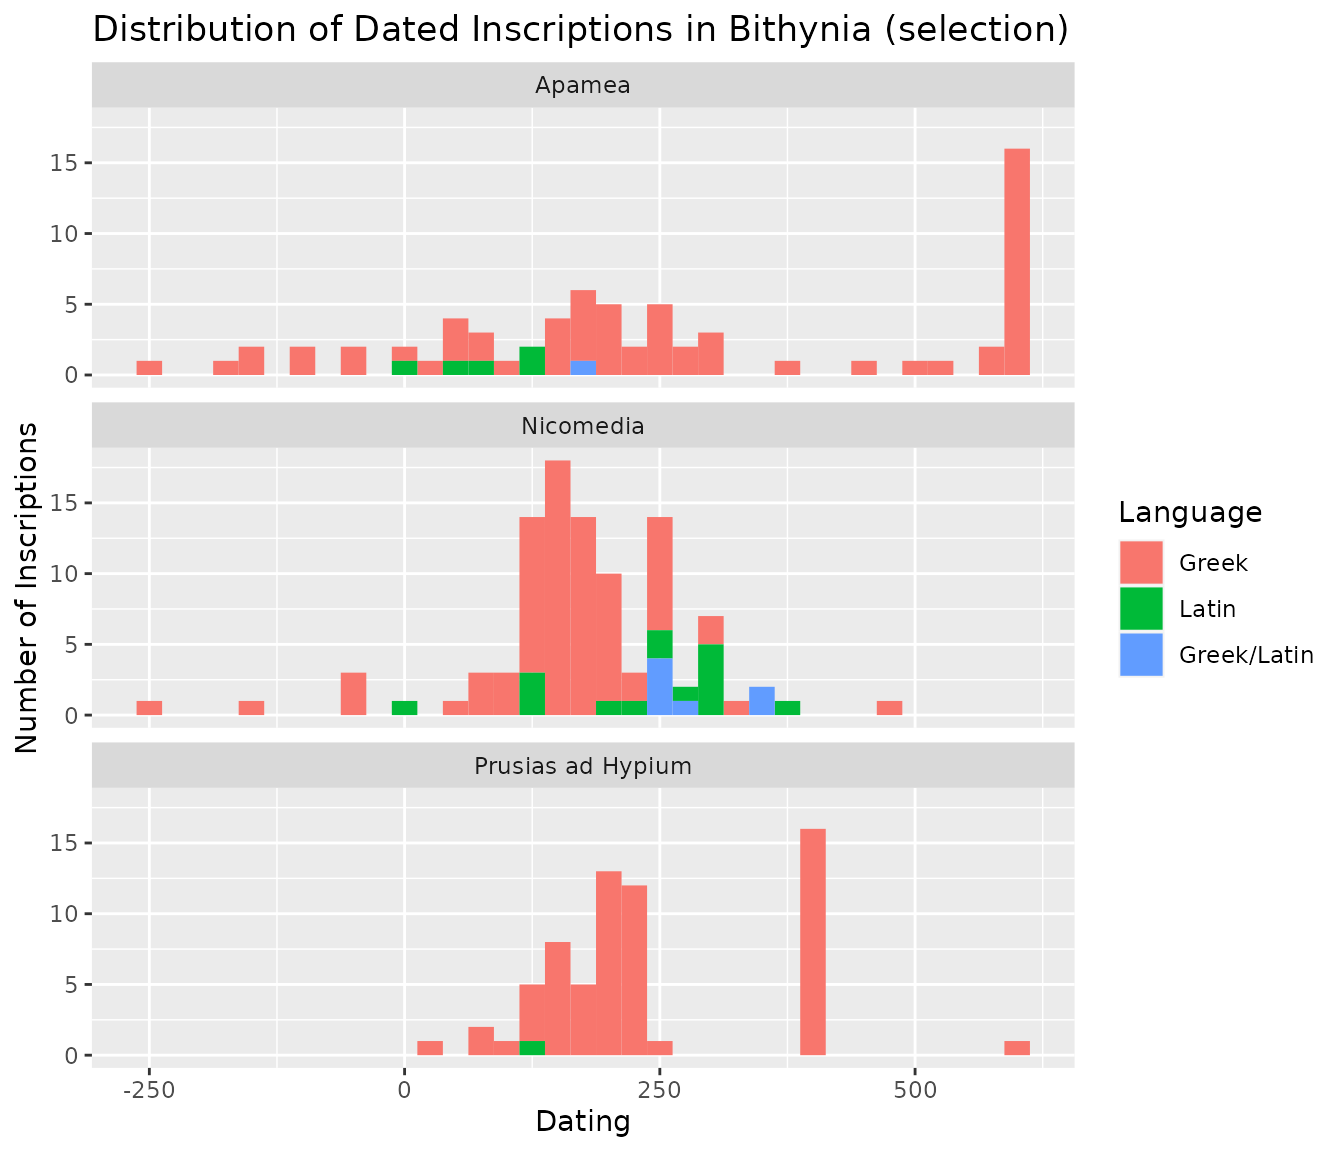 Distribution of Dated Inscriptions in Bithynia (selection)
Apamea
15
10
5
0
Nicomedia
15
10
5
0
Prusias ad Hypium
15
10
5
0
-250 0 250 500
Dating
Number of Inscriptions
Language
Greek
Latin
Greek/Latin